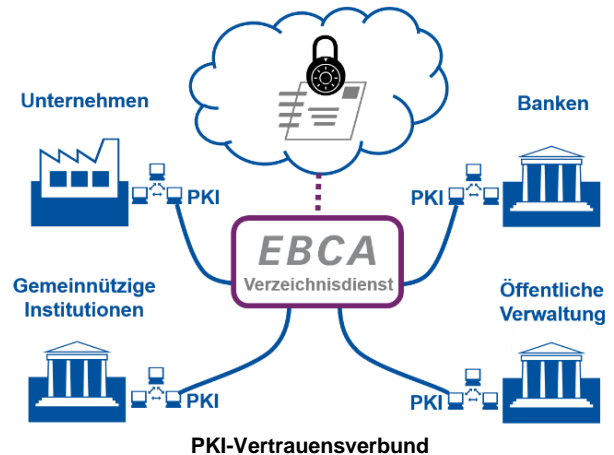 Unternehmen
Banken
PKI
PKI
EBCA
Verzeichnisdienst
Gemeinnützige
Institutionen
Öffentliche
Verwaltung
PKI
PKI
PKI-Vertrauensverbund